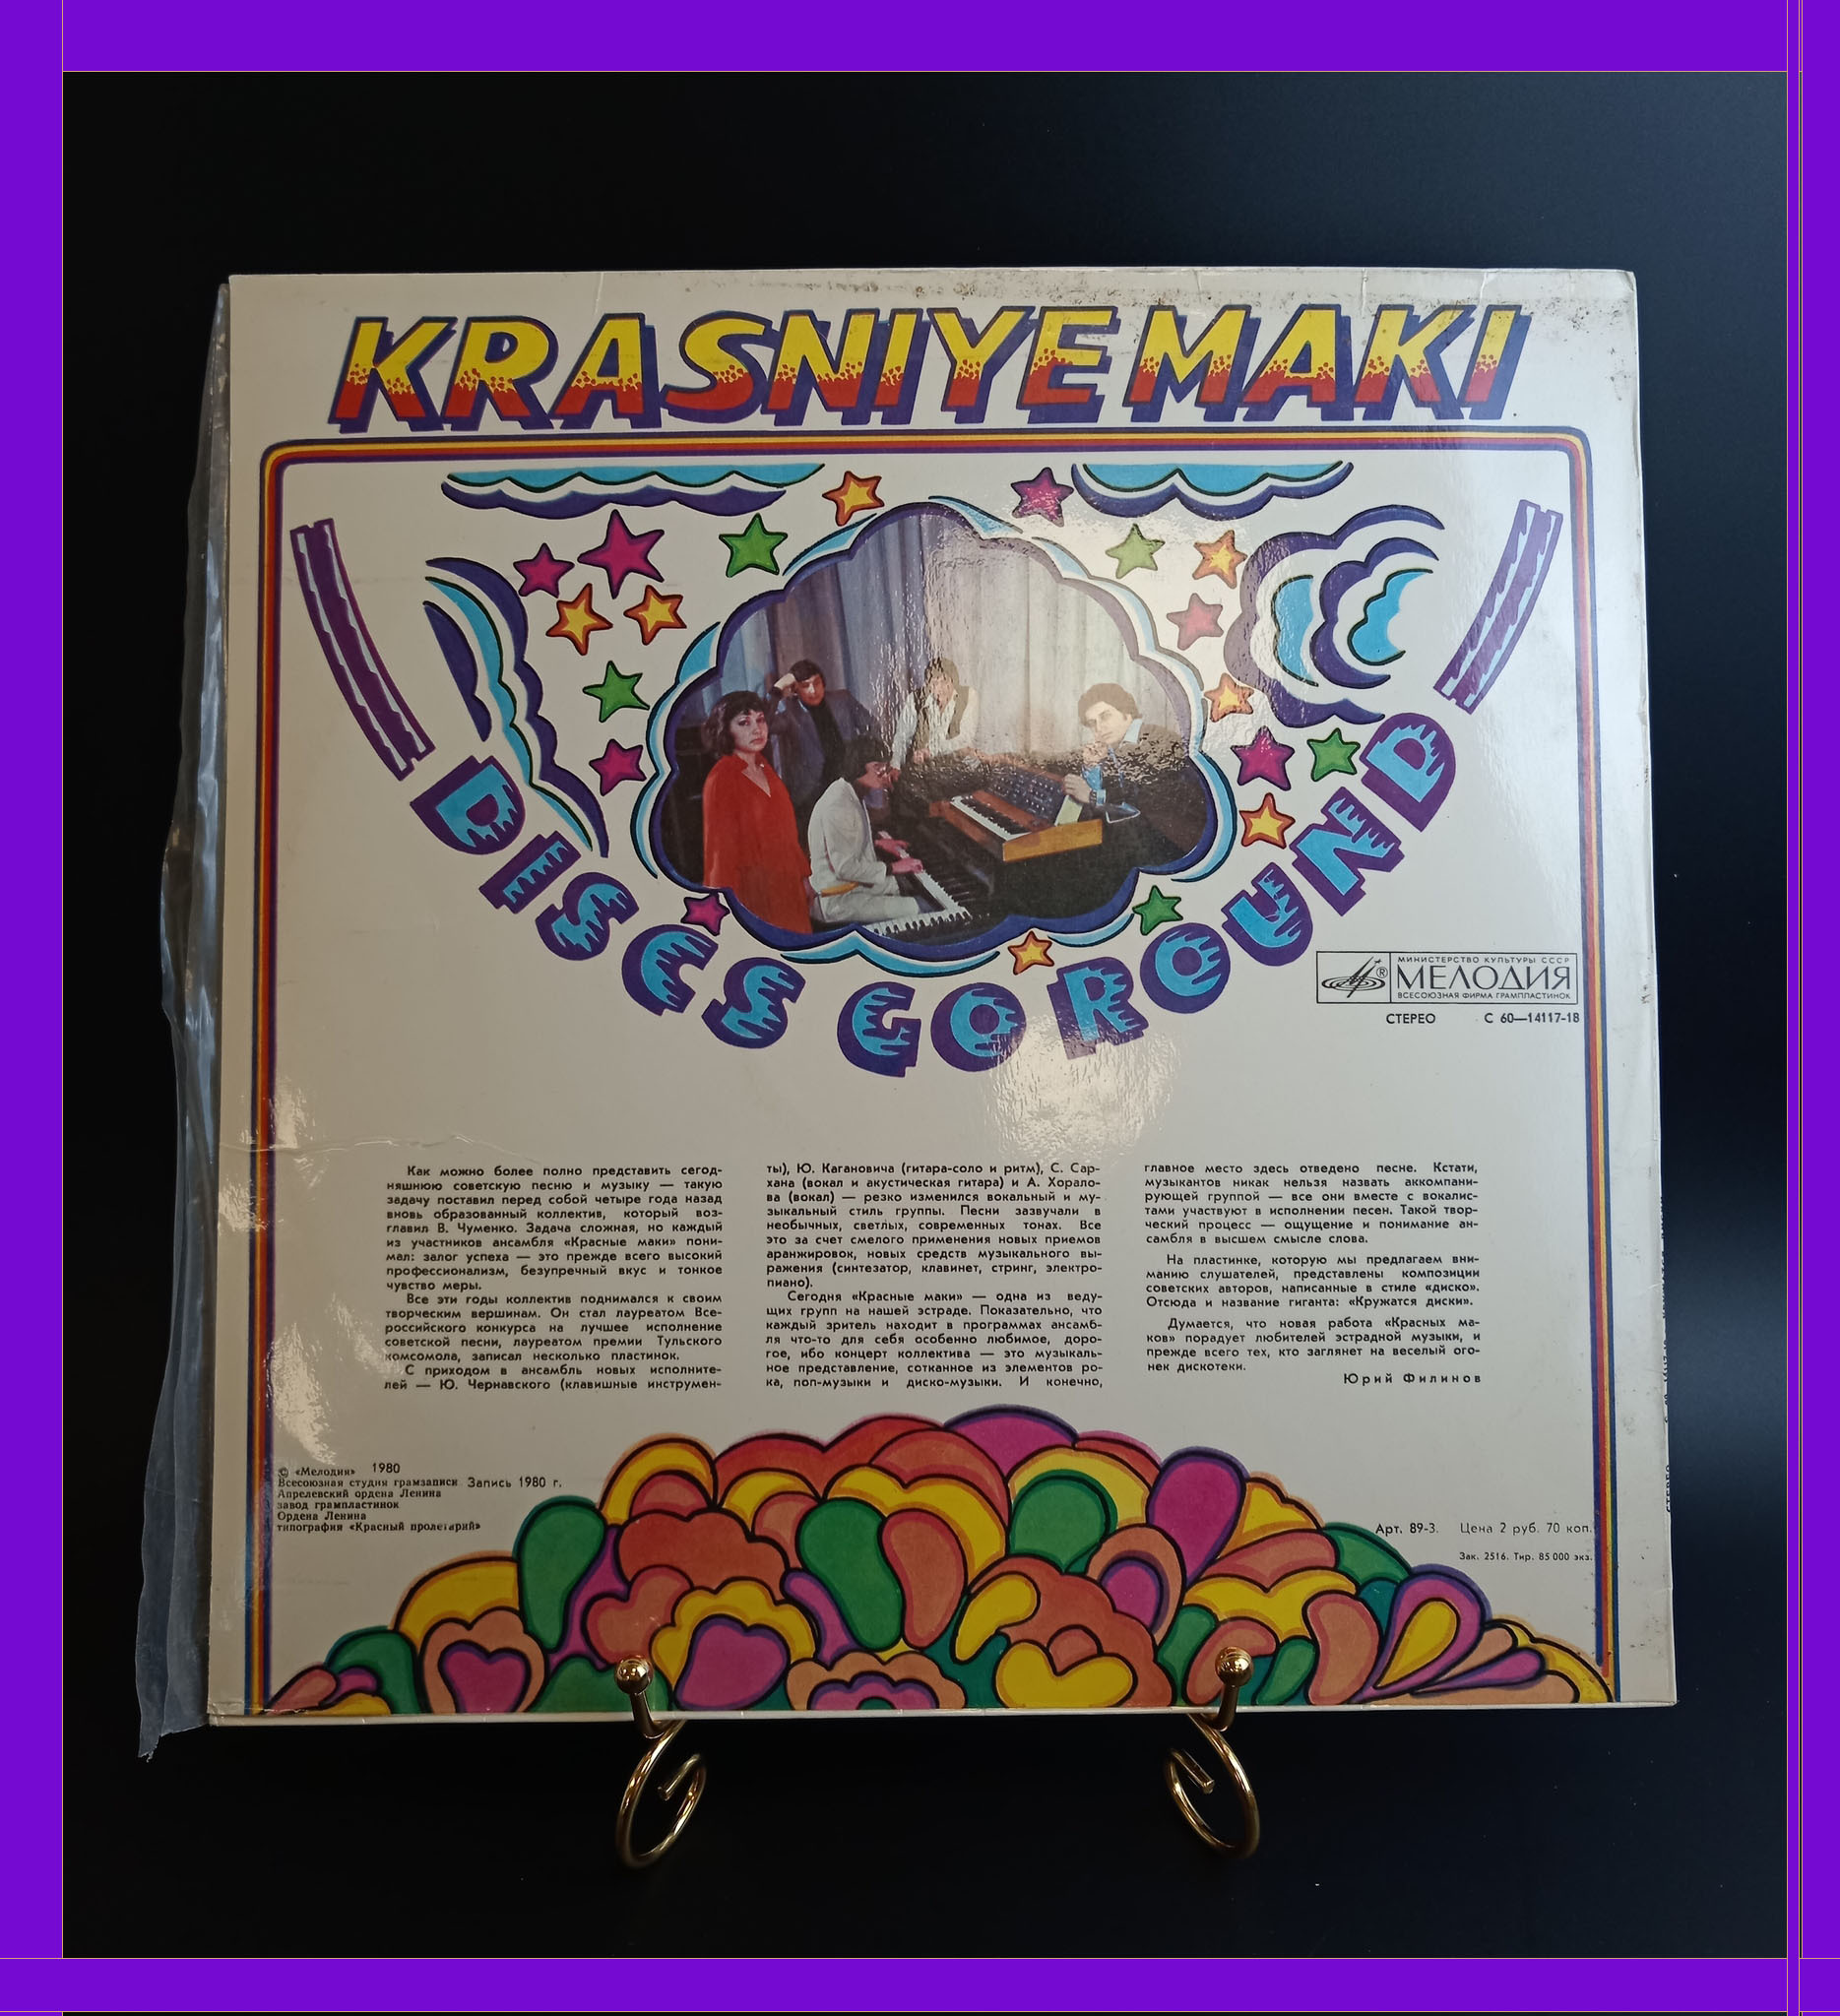 KRASNIYE MAKI
DISCS GO ROUND
МИНИСТЕРСТВО КУЛЬТУРЫ СССР
МЕЛОДИЯ
ВСЕСОЮЗНАЯ ФИРМА ГРАМПЛАСТИНОК
СТЕРЕО С 60—14117-18
Как можно более полно представить сегод-
няшнюю советскую песню и музыку — такую
задачу поставил перед собой четыре года назад
вновь образованный коллектив, который воз-
главил В. Чуменко. Задача сложная, но каждый
из участников ансамбля «Красные маки» пони-
мал: залог успеха — это прежде всего высокий
профессионализм, безупречный вкус и тонкое
чувство меры.
Все эти годы коллектив поднимался к своим
творческим вершинам. Он стал лауреатом Все-
российского конкурса на лучшее исполнение
советской песни, лауреатом премии Тульского
комсомола, записал несколько пластинок.
С приходом в ансамбль новых исполните-
лей — Ю. Чернавского (клавишные инструмен-
ты), Ю. Кагановича (гитара-соло и ритм), С. Сар-
хана (вокал и акустическая гитара) и А. Хорало-
ва (вокал) — резко изменился вокальный и му-
зыкальный стиль группы. Песни зазвучали в
необычных, светлых, современных тонах. Все
это за счет смелого применения новых приемов
аранжировок, новых средств музыкального вы-
ражения (синтезатор, клавинет, стринг, электро-
пиано).
Сегодня «Красные маки» — одна из веду-
щих групп на нашей эстраде. Показательно, что
каждый зритель находит в программах ансамб-
ля что-то для себя особенно любимое, доро-
гое, ибо концерт коллектива — это музыкаль-
ное представление, сотканное из элементов ро-
ка, поп-музыки и диско-музыки. И конечно,
главное место здесь отведено песне. Кстати,
музыкантов никак нельзя назвать аккомпани-
рующей группой — все они вместе с вокалис-
тами участвуют в исполнении песен. Такой твор-
ческий процесс — ощущение и понимание ан-
самбля в высшем смысле слова.
На пластинке, которую мы предлагаем вни-
манию слушателей, представлены композиции
советских авторов, написанные в стиле «диско».
Отсюда и название гиганта: «Кружатся диски».
Думается, что новая работа «Красных ма-
ков» порадует любителей эстрадной музыки, и
прежде всего тех, кто заглянет на веселый ого-
нек дискотеки.
Юрий Филинов
© «Мелодия» 1980
Всесоюзная студия грамзаписи Запись 1980 г.
Апрелевский ордена Ленина
завод грампластинок
Ордена Ленина
типография «Красный пролетарий»
Арт. 89-3. Цена 2 руб. 70 коп.
Зак. 2516. Тир. 85 000 экз.